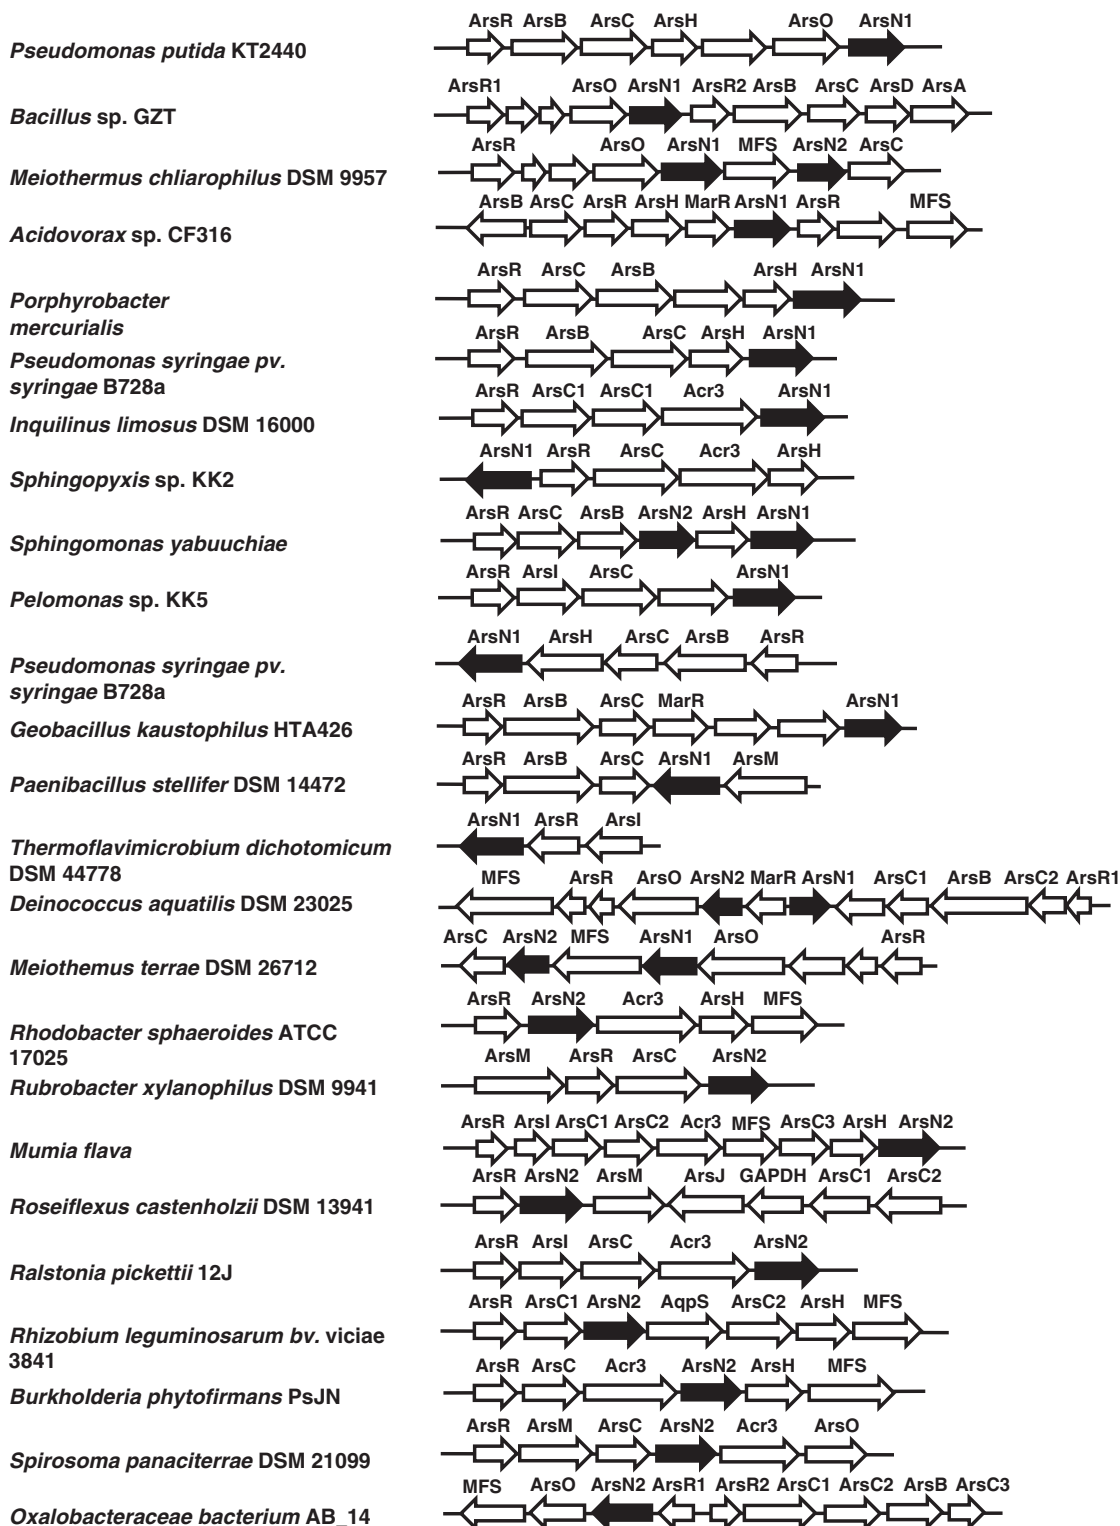 ArsR ArsB ArsC ArsH ArsO ArsN1
Pseudomonas putida KT2440
ArsR1 ArsO ArsN1 ArsR2 ArsB ArsC ArsD ArsA
Bacillus sp. GZT
ArsR ArsO ArsN1 MFS ArsN2 ArsC
Meiothermus chliarophilus DSM 9957
ArsB ArsC ArsR ArsH MarR ArsN1 ArsR MFS
Acidovorax sp. CF316
ArsR ArsC ArsB ArsH ArsN1
Porphyrobacter
mercurialis
ArsR ArsB ArsC ArsH ArsN1
Pseudomonas syringae pv.
syringae B728a
ArsR ArsC1 ArsC1 Acr3 ArsN1
Inquilinus limosus DSM 16000
ArsN1 ArsR ArsC Acr3 ArsH
Sphingopyxis sp. KK2
ArsR ArsC ArsB ArsN2 ArsH ArsN1
Sphingomonas yabuuchiae
ArsR ArsI ArsC ArsN1
Pelomonas sp. KK5
ArsN1 ArsH ArsC ArsB ArsR
Pseudomonas syringae pv.
syringae B728a
ArsR ArsB ArsC MarR ArsN1
Geobacillus kaustophilus HTA426
ArsR ArsB ArsC ArsN1 ArsM
Paenibacillus stellifer DSM 14472
ArsN1 ArsR ArsI
Thermoflavimicrobium dichotomicum
DSM 44778
MFS ArsR ArsO ArsN2 MarR ArsN1 ArsC1 ArsB ArsC2 ArsR1
Deinococcus aquatilis DSM 23025
ArsC ArsN2 MFS ArsN1 ArsO ArsR
Meiothemus terrae DSM 26712
ArsR ArsN2 Acr3 ArsH MFS
Rhodobacter sphaeroides ATCC
17025
ArsM ArsR ArsC ArsN2
Rubrobacter xylanophilus DSM 9941
ArsR ArsI ArsC1 ArsC2 Acr3 MFS ArsC3 ArsH ArsN2
Mumia flava
ArsR ArsN2 ArsM ArsJ GAPDH ArsC1 ArsC2
Roseiflexus castenholzii DSM 13941
ArsR ArsI ArsC Acr3 ArsN2
Ralstonia pickettii 12J
ArsR ArsC1 ArsN2 AqpS ArsC2 ArsH MFS
Rhizobium leguminosarum bv. viciae
3841
ArsR ArsC Acr3 ArsN2 ArsH MFS
Burkholderia phytofirmans PsJN
ArsR ArsM ArsC ArsN2 Acr3 ArsO
Spirosoma panaciterrae DSM 21099
MFS ArsO ArsN2 ArsR1 ArsR2 ArsC1 ArsC2 ArsB ArsC3
Oxalobacteraceae bacterium AB_14